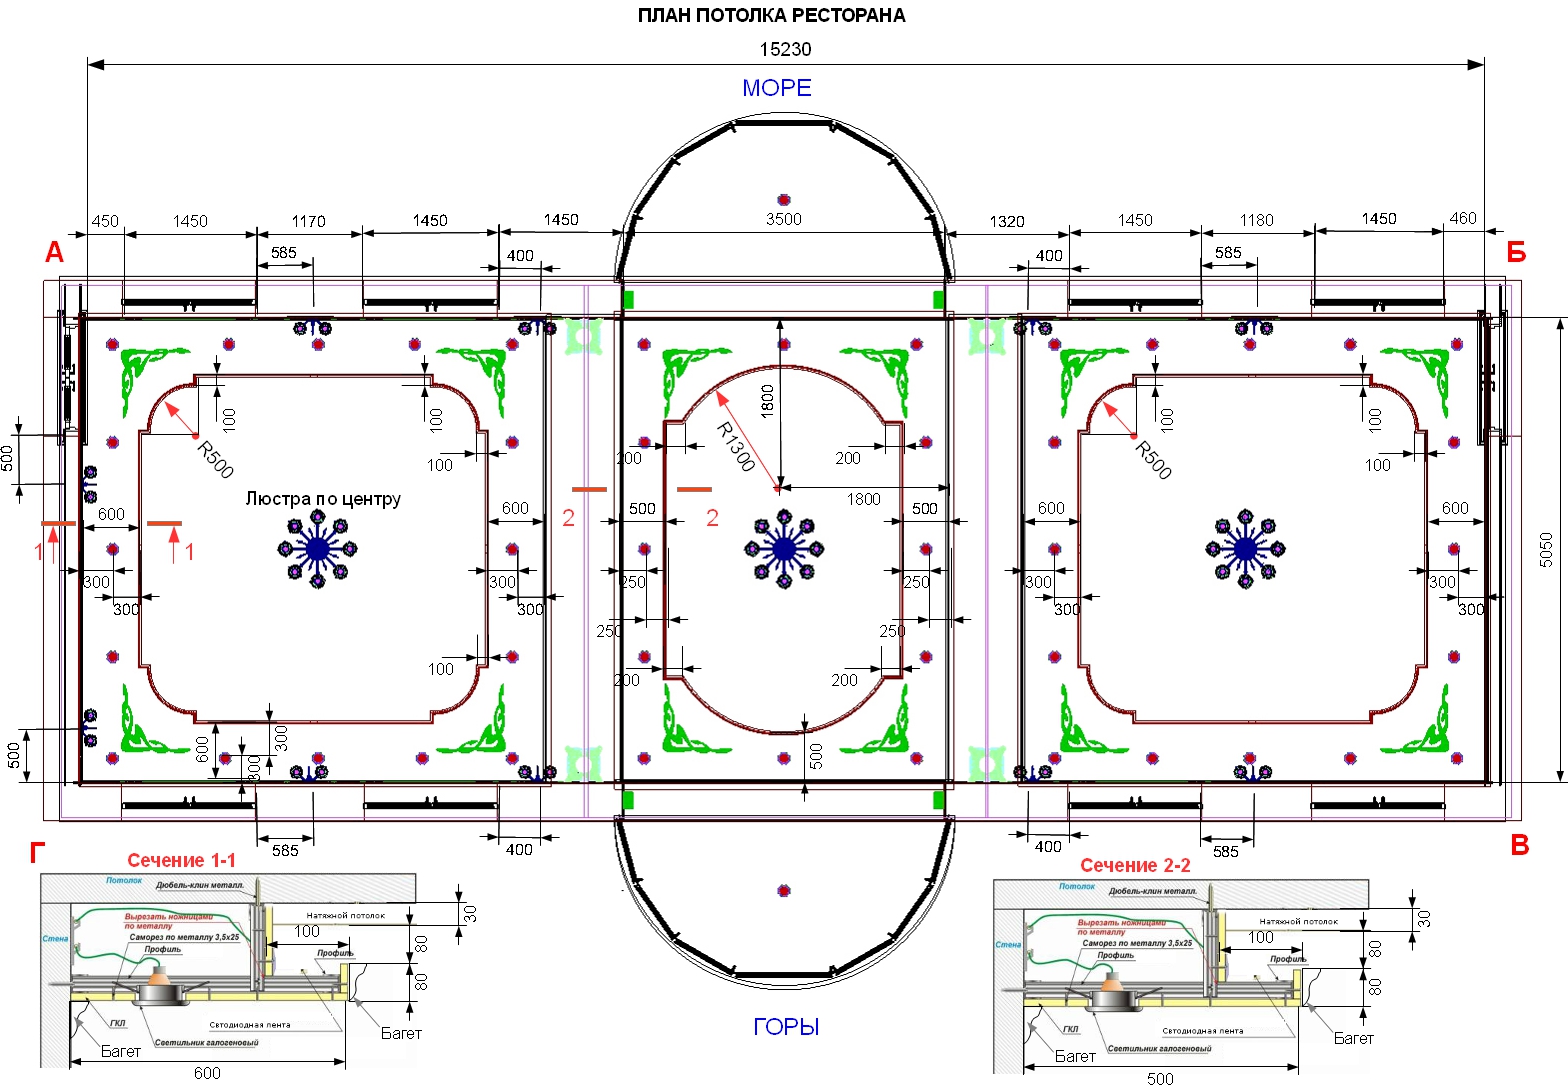 ПЛАН ПОТОЛКА РЕСТОРАНА
15230
МОРЕ
450 1450 1170 1450 1450 3500 1320 1450 1180 1450 460
А 585 400 400 585 Б
100 100 1800 100 100
R500 R1300 R500
500 100 200 200 100
Люстра по центру
1800
600 600 2 500 2 500 600 600
1 1
5050
300 300 250 250 300 300
300 300 300 300
250 250
100 200 200
600 300 300 500
500
585 400 400 585
Г В
ГОРЫ
Сечение 1-1
Потолок
Дюбель-клин металл.
Вырезать ножницами
по металлу
Натяжной потолок
30
Стена
Саморез по металлу 3,5х25
Профиль
100
Профиль
80
80
ГКЛ
Свтодиодная лента
Светильник галогеновый
Багет
Багет
600
Сечение 2-2
Потолок
Дюбель-клин металл.
Вырезать ножницами
по металлу
Натяжной потолок
30
Стена
Саморез по металлу 3,5х25
Профиль
100
Профиль
80
80
ГКЛ
Свтодиодная лента
Светильник галогеновый
Багет
Багет
500